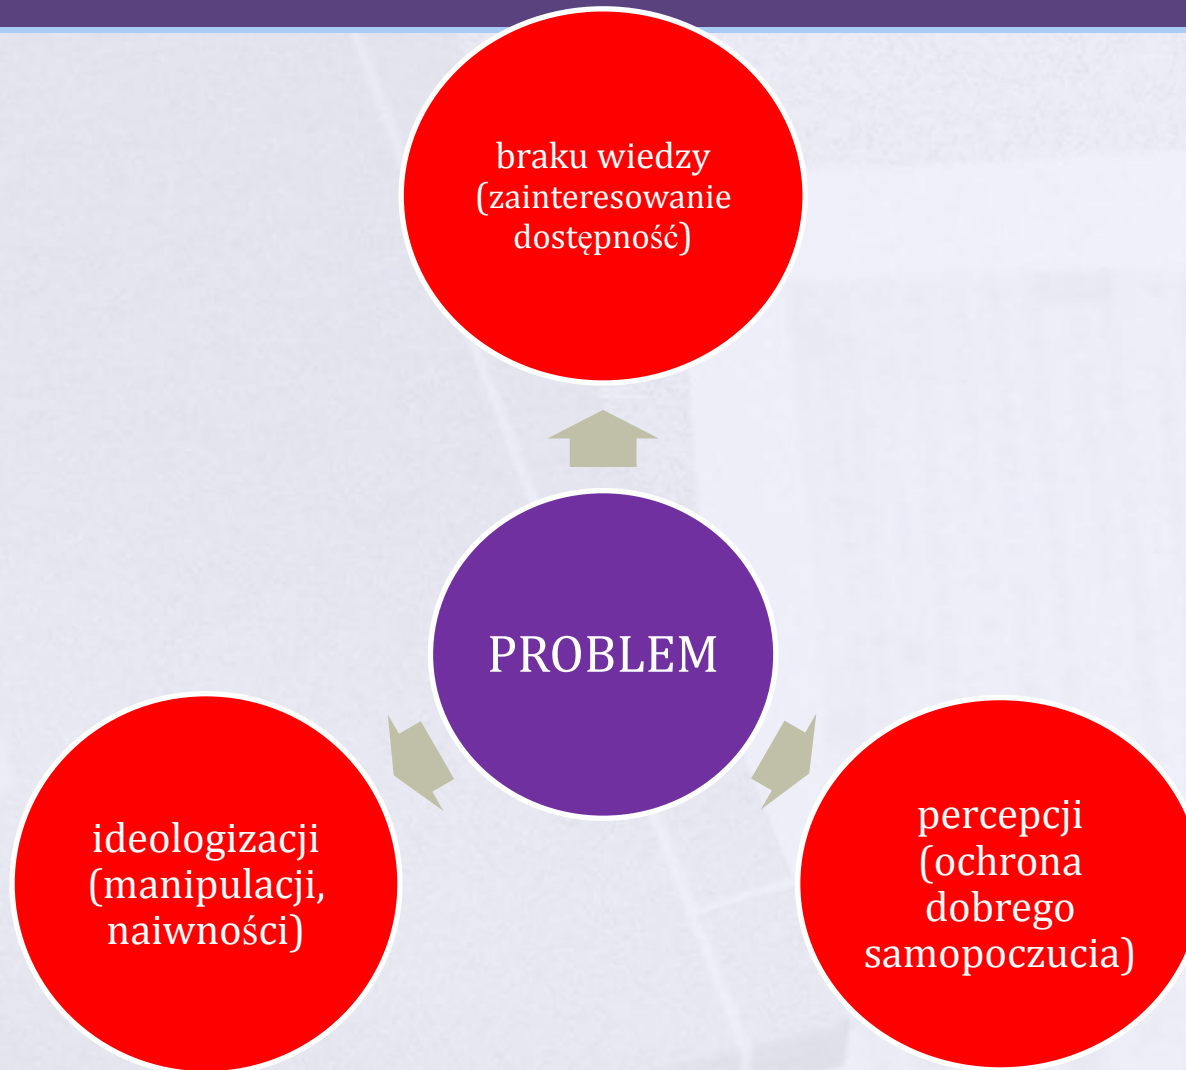 braku wiedzy
(zainteresowanie
dostępność)
PROBLEM
ideologizacji
(manipulacji,
naiwności)
percepcji
(ochrona
dobrego
samopoczucia)